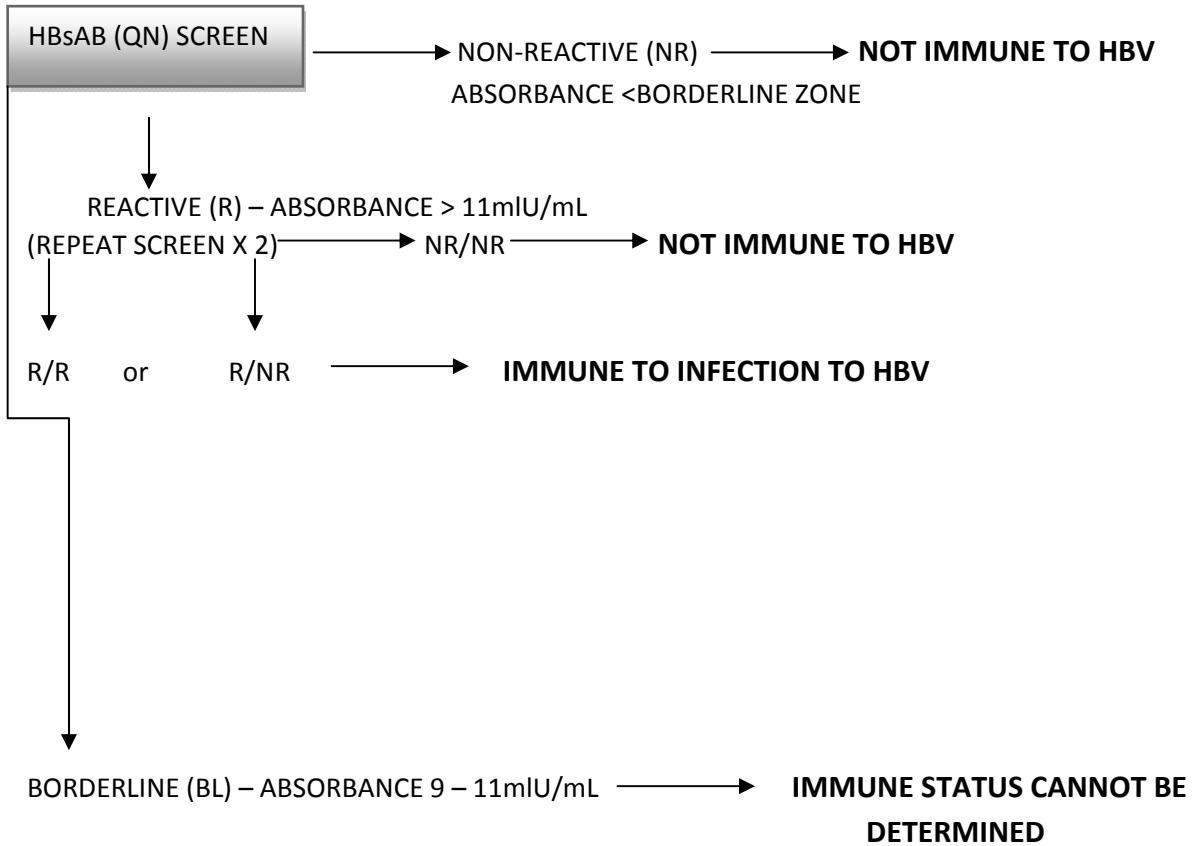 HBsAB (QN) SCREEN
NON-REACTIVE (NR) NOT IMMUNE TO HBV
ABSORBANCE <BORDERLINE ZONE
REACTIVE (R) – ABSORBANCE > 11mlU/mL
(REPEAT SCREEN X 2) NR/NR NOT IMMUNE TO HBV
R/R or R/NR IMMUNE TO INFECTION TO HBV
BORDERLINE (BL) – ABSORBANCE 9 – 11mlU/mL IMMUNE STATUS CANNOT BE
DETERMINED